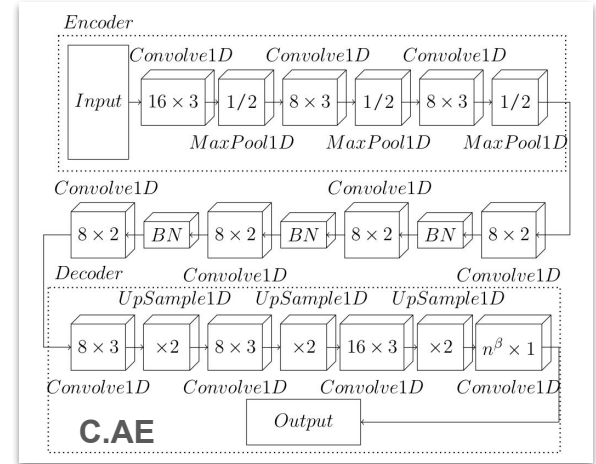 Encoder
Convolve1D Convolve1D Convolve1D
Input 16 × 3 1/2 8 × 3 1/2 8 × 3 1/2
MaxPool1D MaxPool1D MaxPool1D
Convolve1D Convolve1D
8 × 2 BN 8 × 2 BN 8 × 2 BN 8 × 2
Decoder Convolve1D Convolve1D
UpSample1D UpSample1D UpSample1D
8 × 3 ×2 8 × 3 ×2 16 × 3 ×2 n^β × 1
Convolve1D Convolve1D Convolve1D Convolve1D
Output
C.AE